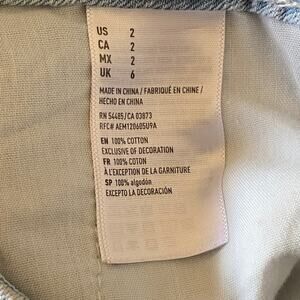 US 2
CA 2
MX 2
UK 6
MADE IN CHINA / FABRIQUÉ EN CHINE /
HECHO EN CHINA
RN 54485/CA 03873
RFC# AEM120605U9A
EN 100% COTTON
EXCLUSIVE OF DECORATION
FR 100% COTON
À L'EXCEPTION DE LA GARNITURE
SP 100% algodón
EXCEPTO LA DECORACIÓN